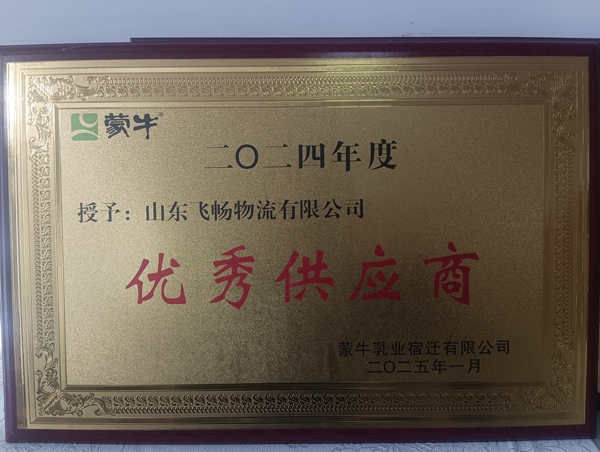 蒙牛
二〇二四年度
授予：山东飞畅物流有限公司
优秀供应商
蒙牛乳业宿迁有限公司
二〇二五年一月